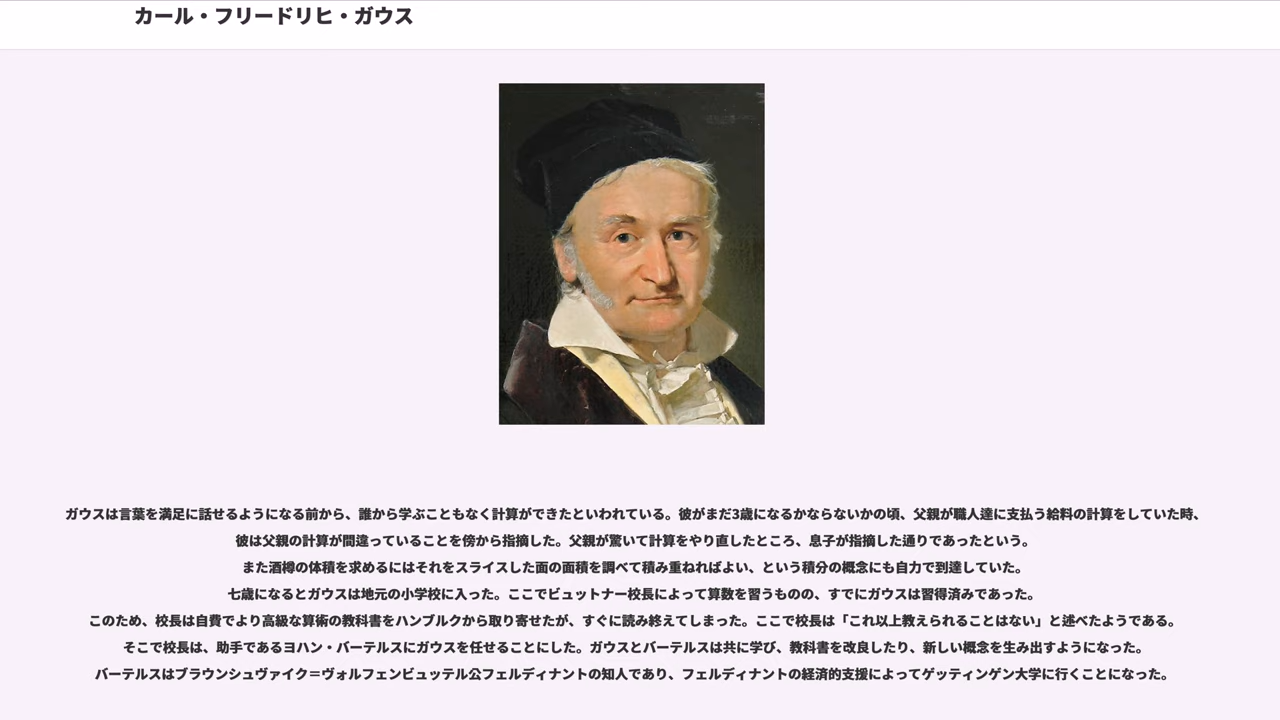 カール・フリードリヒ・ガウス
ガウスは言葉を満足に話せるようになる前から、誰から学ぶこともなく計算ができたといわれている。彼がまだ3歳になるかならないかの頃、父親が職人達に支払う給料の計算をしていた時、
彼は父親の計算が間違っていることを傍から指摘した。父親が驚いて計算をやり直したところ、息子が指摘した通りであったという。
また酒樽の体積を求めるにはそれをスライスした面の面積を調べて積み重ねればよい、という積分の概念にも自力で到達していた。
七歳になるとガウスは地元の小学校に入った。ここでビュットナー校長によって算数を習うものの、すでにガウスは習得済みであった。
このため、校長は自費でより高級な算術の教科書をハンブルクから取り寄せたが、すぐに読み終えてしまった。ここで校長は「これ以上教えられることはない」と述べたようである。
そこで校長は、助手であるヨハン・バーテルスにガウスを任せることにした。ガウスとバーテルスは共に学び、教科書を改良したり、新しい概念を生み出すようになった。
バーテルスはブラウンシュヴァイク＝ヴォルフェンビュッテル公フェルディナントの知人であり、フェルディナントの経済的支援によってゲッティンゲン大学に行くことになった。